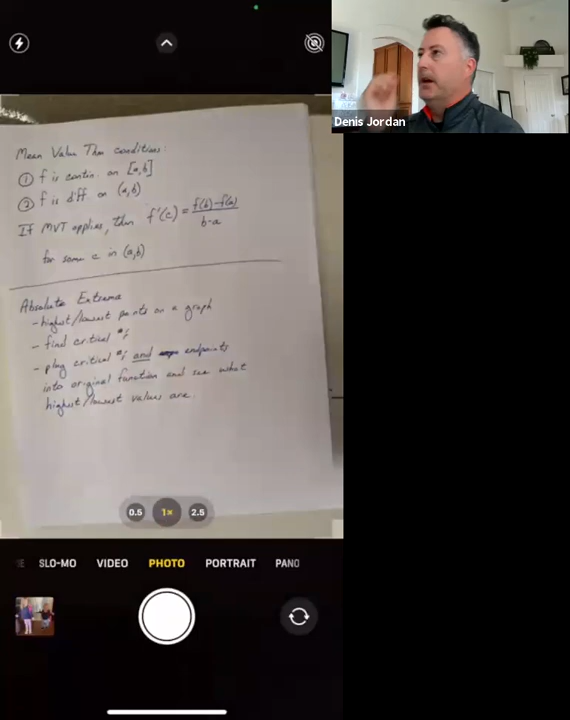 Denis Jordan
Mean Value Thm conditions:
① f is contin. on [a,b]
② f is diff on (a,b)
If MVT applies, then f'(c) = f(b)-f(a) / b-a
for some c in (a,b)
Absolute Extrema
- highest/lowest points on a graph
- find critical #'s
- plug critical #'s and endpoints
into original function and see what
highest/lowest values are.
0.5 1× 2.5
SLO-MO VIDEO PHOTO PORTRAIT PANO